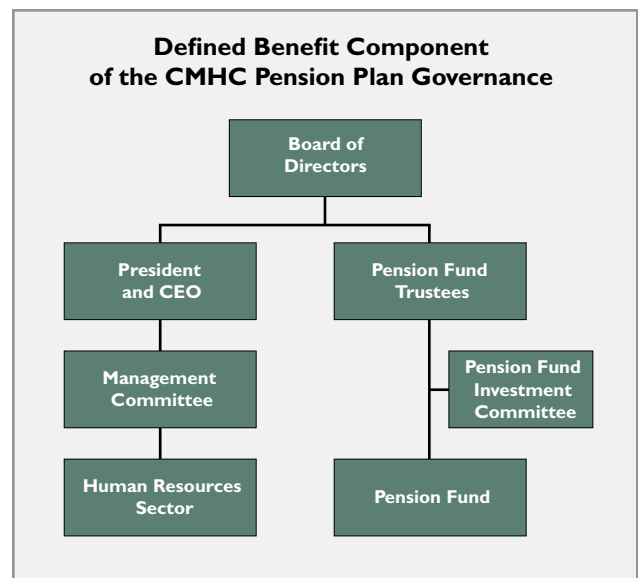 Defined Benefit Component
of the CMHC Pension Plan Governance
Board of
Directors
President
and CEO
Pension Fund
Trustees
Management
Committee
Pension Fund
Investment
Committee
Human Resources
Sector
Pension Fund